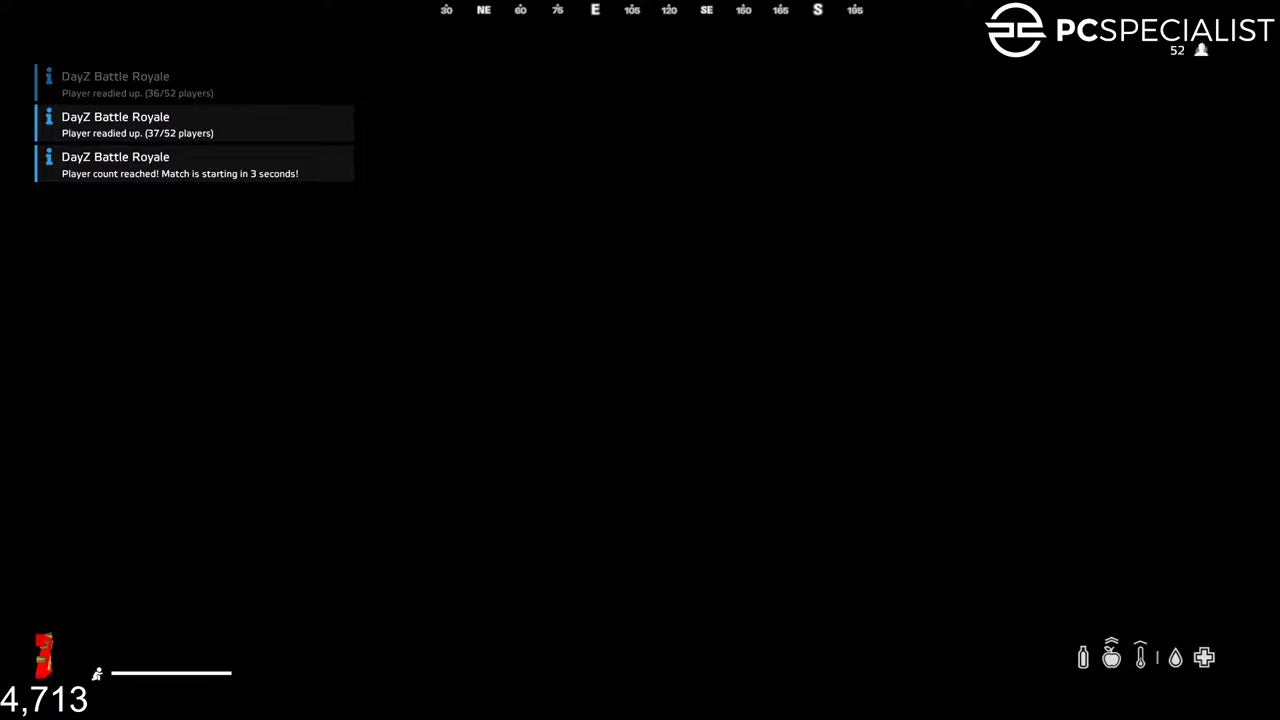 30 NE 60 75 E 105 120 SE 150 165 S 195
PCSPECIALIST
52
DayZ Battle Royale
Player readied up. (36/52 players)
DayZ Battle Royale
Player readied up. (37/52 players)
DayZ Battle Royale
Player count reached! Match is starting in 3 seconds!
4,713